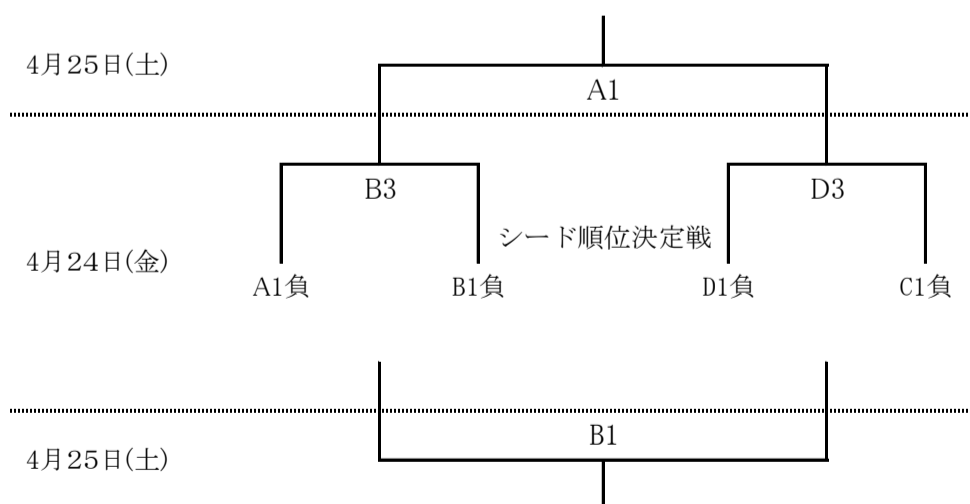 4月25日(土)
A1
B3
D3
シード順位決定戦
4月24日(金)
A1負
B1負
D1負
C1負
B1
4月25日(土)